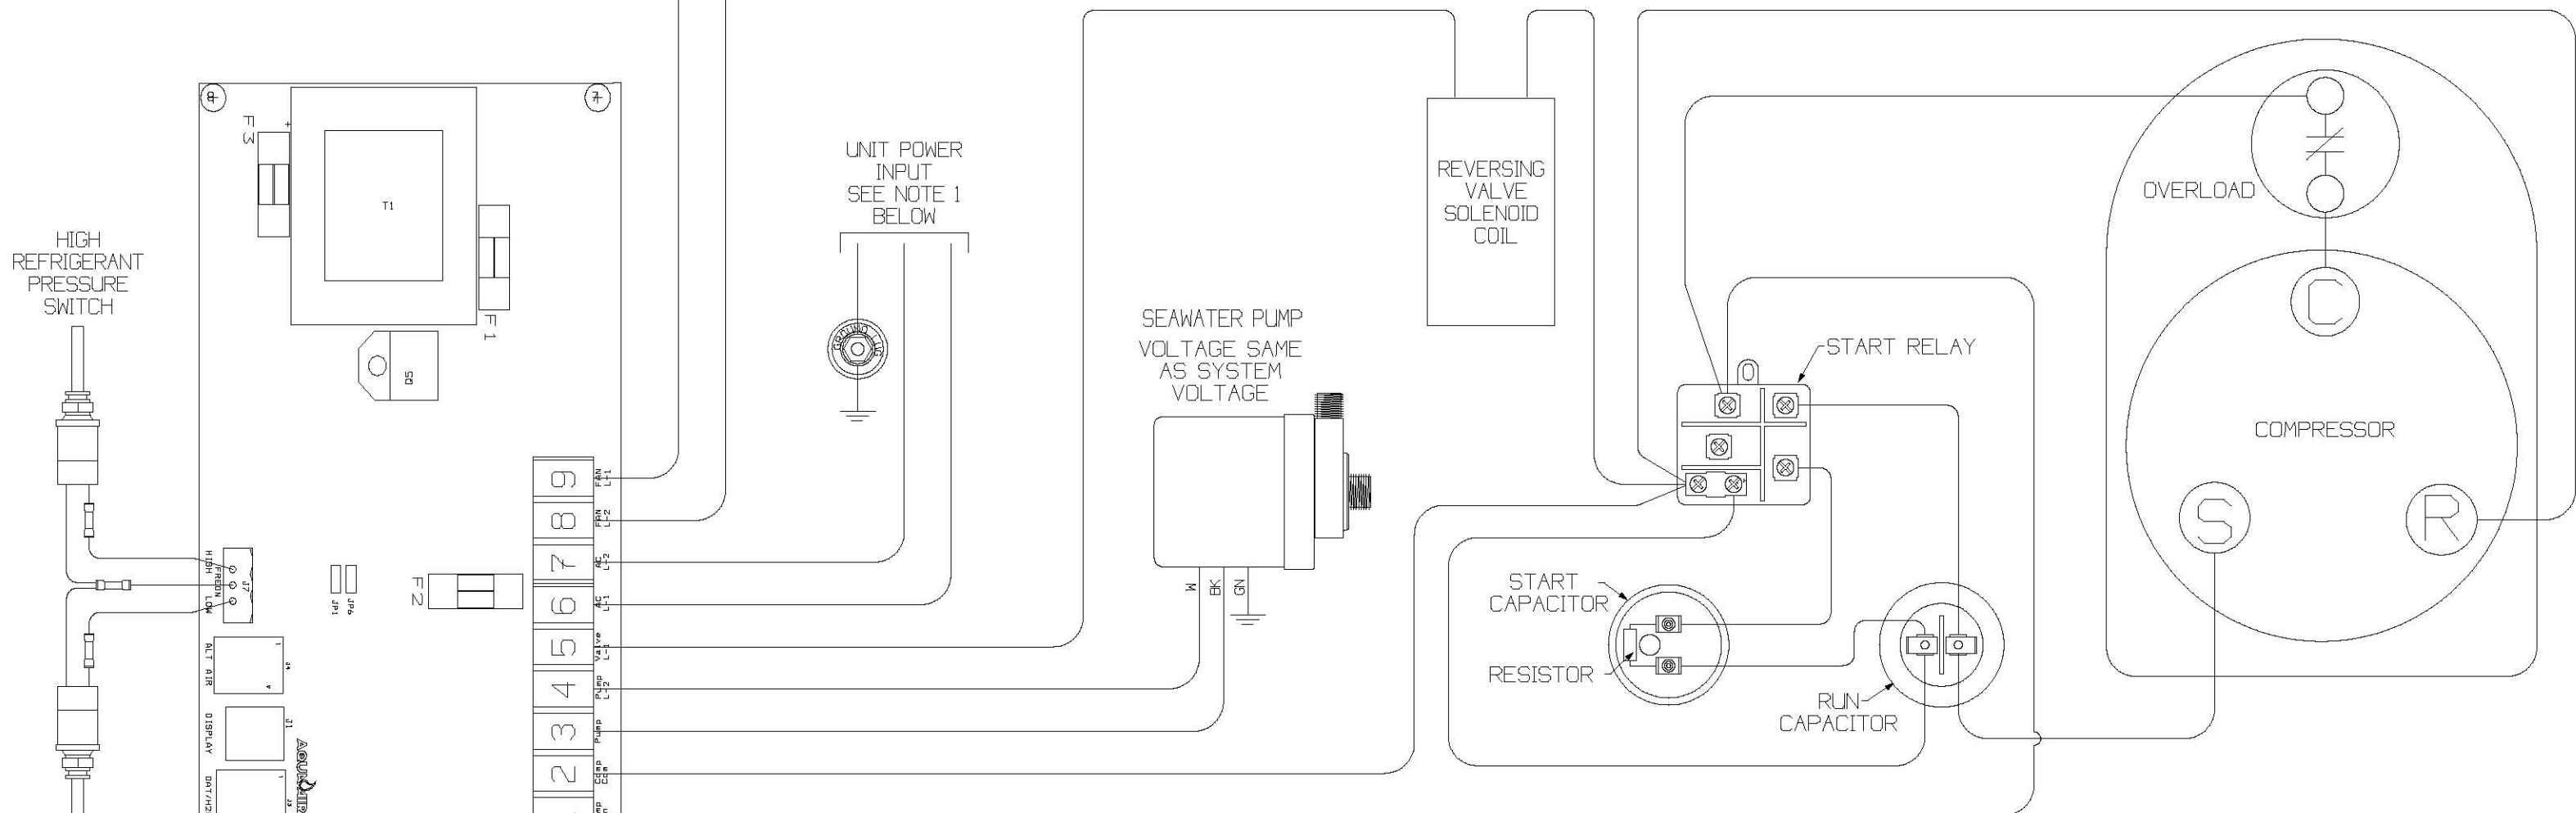 UNIT POWER
INPUT
SEE NOTE 1
BELOW
HIGH
REFRIGERANT
PRESSURE
SWITCH
F3
T1
F1
Q5
GROUND LUG
SEAWATER PUMP
VOLTAGE SAME
AS SYSTEM
VOLTAGE
W
BK
GN
REVERSING
VALVE
SOLENOID
COIL
START RELAY
OVERLOAD
C
COMPRESSOR
S
R
START
CAPACITOR
RESISTOR
RUN
CAPACITOR
9
FAN
L-1
8
FAN
L-2
7
AC
L-2
6
AC
L-1
5
Valve
L-1
4
Pump
L-2
3
Pump
2
Comp
Com
HIGH
FREON
LOW
J7
JP1
JP6
F2
ALT AIR
J4
DISPLAY
J1
DAT/H2